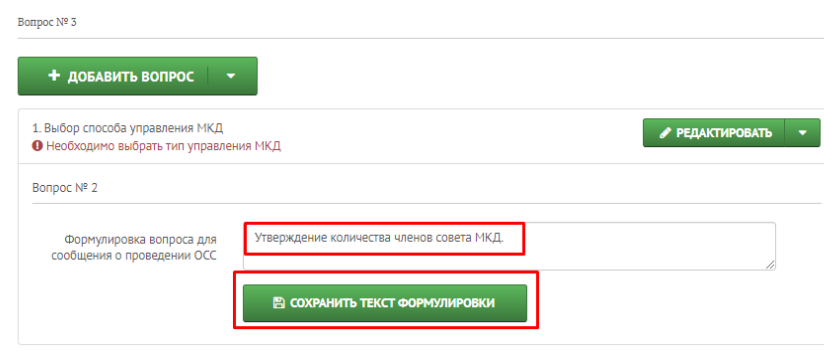 Вопрос № 3
ДОБАВИТЬ ВОПРОС
1. Выбор способа управления МКД
Необходимо выбрать тип управления МКД
РЕДАКТИРОВАТЬ
Вопрос № 2
Формулировка вопроса для
сообщения о проведении ОСС
Утверждение количества членов совета МКД.
СОХРАНИТЬ ТЕКСТ ФОРМУЛИРОВКИ